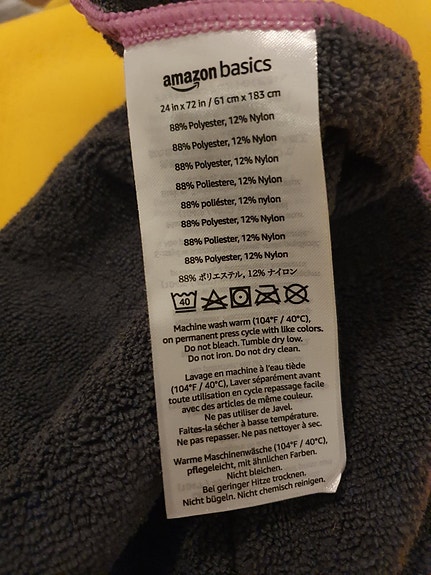 amazon basics
24 in x 72 in / 61 cm x 183 cm
88% Polyester, 12% Nylon
88% Polyester, 12% Nylon
88% Polyester, 12% Nylon
88% Poliestere, 12% Nylon
88% poliéster, 12% nylon
88% Polyester, 12% Nylon
88% Poliester, 12% Nylon
88% Polyester, 12% Nylon
88% ポリエステル, 12% ナイロン
40
Machine wash warm (104°F / 40°C),
on permanent press cycle with like colors.
Do not bleach. Tumble dry low.
Do not iron. Do not dry clean.
Lavage en machine à l'eau tiède
(104°F / 40°C), Laver séparément avant
toute utilisation en cycle repassage facile
avec des articles de même couleur.
Ne pas utiliser de Javel.
Faites-la sécher à basse température.
Ne pas repasser. Ne pas nettoyer à sec.
Warme Maschinenwäsche (104°F / 40°C),
pflegeleicht, mit ähnlichen Farben.
Nicht bleichen.
Bei geringer Hitze trocknen.
Nicht bügeln. Nicht chemisch reinigen.